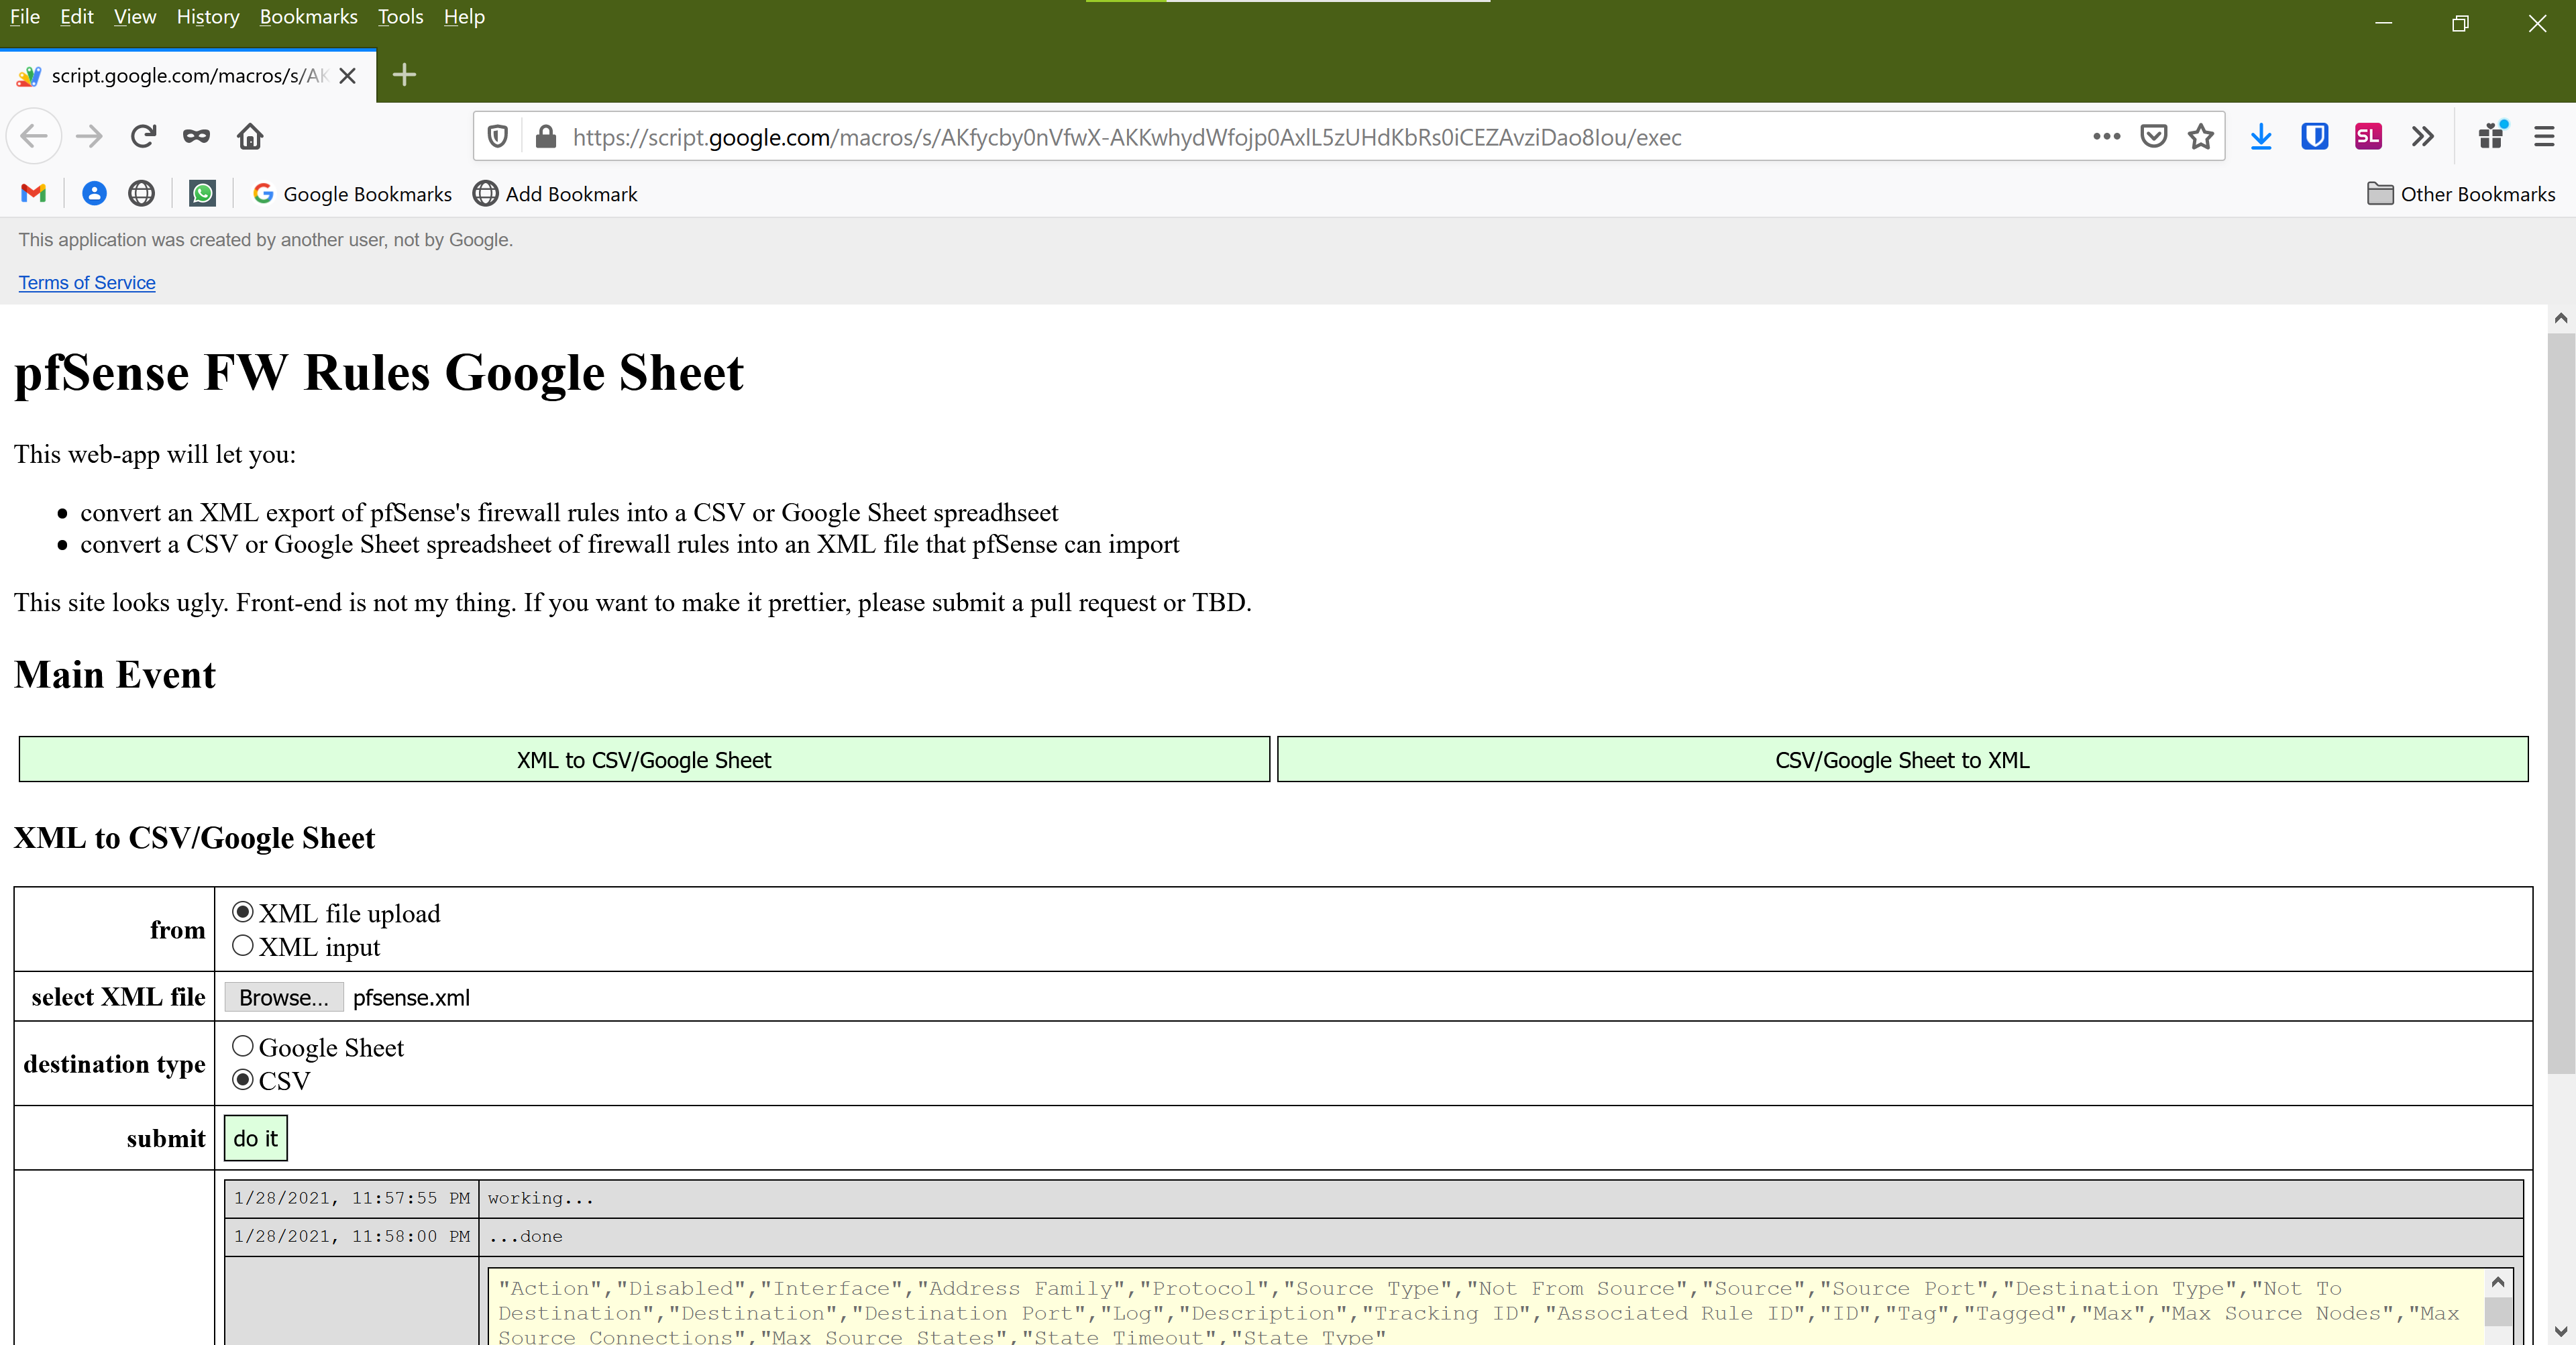 File Edit View History Bookmarks Tools Help
script.google.com/macros/s/AK
https://script.google.com/macros/s/AKfycby0nVfwX-AKKwhydWfojp0AxlL5zUHdKbRs0iCEZAvziDao8Iou/exec
SL
Google Bookmarks Add Bookmark Other Bookmarks
This application was created by another user, not by Google.
Terms of Service
pfSense FW Rules Google Sheet
This web-app will let you:
• convert an XML export of pfSense's firewall rules into a CSV or Google Sheet spreadhseet
• convert a CSV or Google Sheet spreadsheet of firewall rules into an XML file that pfSense can import
This site looks ugly. Front-end is not my thing. If you want to make it prettier, please submit a pull request or TBD.
Main Event
XML to CSV/Google Sheet CSV/Google Sheet to XML
XML to CSV/Google Sheet
from
XML file upload
XML input
select XML file Browse... pfsense.xml
destination type
Google Sheet
CSV
submit do it
1/28/2021, 11:57:55 PM working...
1/28/2021, 11:58:00 PM ...done
"Action","Disabled","Interface","Address Family","Protocol","Source Type","Not From Source","Source","Source Port","Destination Type","Not To
Destination","Destination","Destination Port","Log","Description","Tracking ID","Associated Rule ID","ID","Tag","Tagged","Max","Max Source Nodes","Max
Source Connections","Max Source States","State Timeout","State Type"